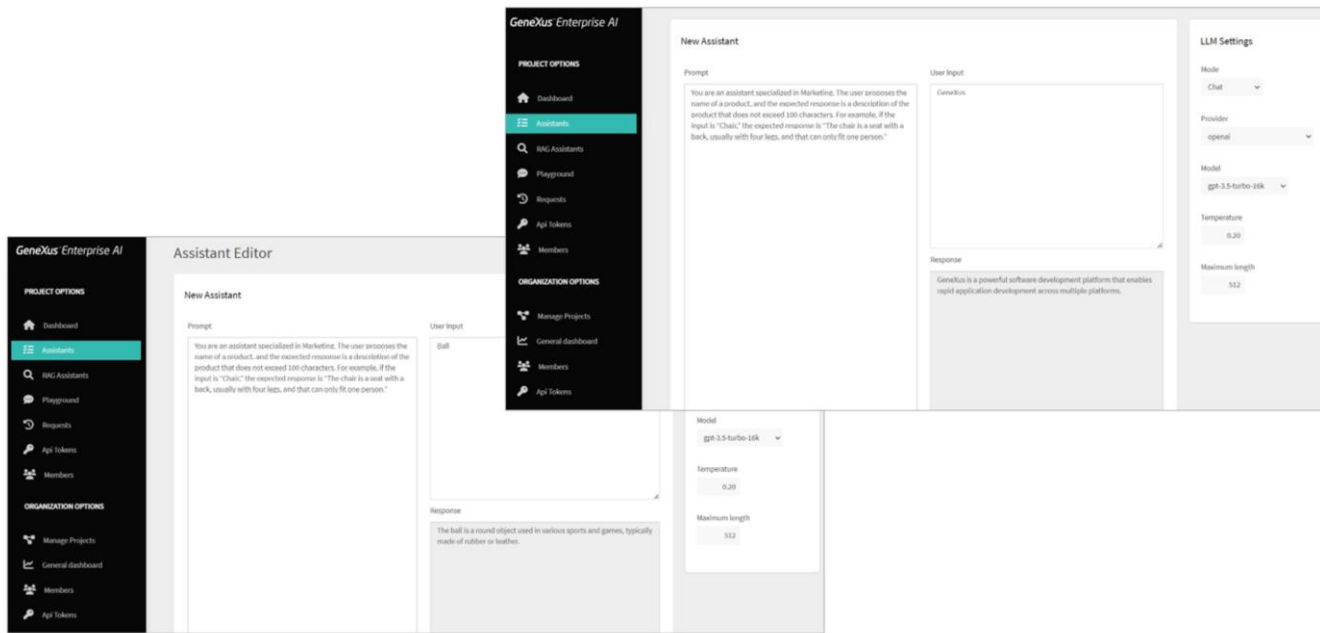 GeneXus Enterprise AI
PROJECT OPTIONS
Dashboard
Assistants
RAG Assistants
Playground
Requests
Api Tokens
Members
ORGANIZATION OPTIONS
Manage Projects
General dashboard
Members
Api Tokens
New Assistant
Prompt
You are an assistant specialized in Marketing. The user proposes the
name of a product, and the expected response is a description of the
product that does not exceed 100 characters. For example, if the
input is "Chair," the expected response is "The chair is a seat with a
back, usually with four legs, and that can only fit one person."
User Input
GeneXus
Response
GeneXus is a powerful software development platform that enables
rapid application development across multiple platforms.
LLM Settings
Mode
Chat
Provider
openai
Model
gpt-3.5-turbo-16k
Temperature
0.20
Maximum length
512
GeneXus Enterprise AI
PROJECT OPTIONS
Dashboard
Assistants
RAG Assistants
Playground
Requests
Api Tokens
Members
ORGANIZATION OPTIONS
Manage Projects
General dashboard
Members
Api Tokens
Assistant Editor
New Assistant
Prompt
You are an assistant specialized in Marketing. The user proposes the
name of a product, and the expected response is a description of the
product that does not exceed 100 characters. For example, if the
input is "Chair," the expected response is "The chair is a seat with a
back, usually with four legs, and that can only fit one person."
User Input
Ball
Response
The ball is a round object used in various sports and games, typically
made of rubber or leather.
Model
gpt-3.5-turbo-16k
Temperature
0.20
Maximum length
512